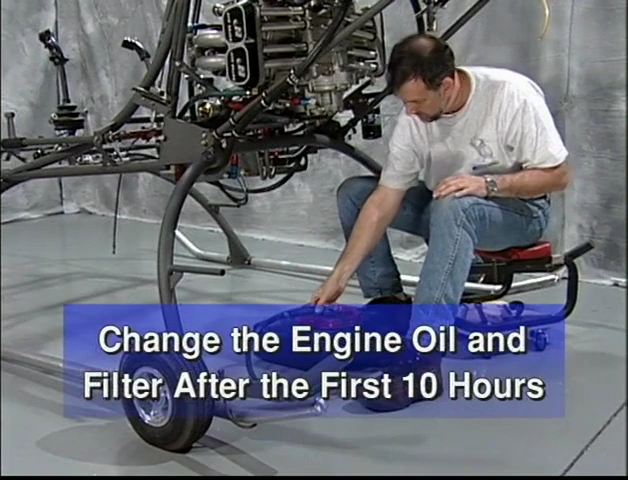 Change the Engine Oil and
Filter After the First 10 Hours